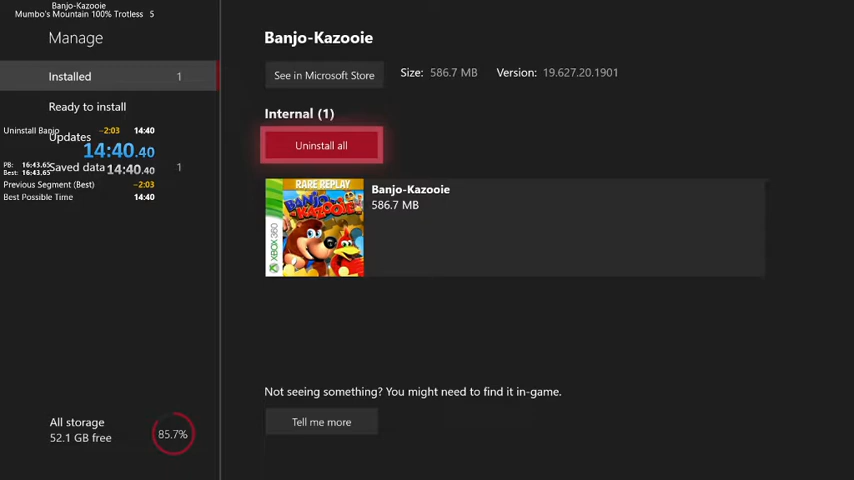 Banjo-Kazooie
Mumbo's Mountain 100% Trotless 5
Manage
Installed 1
Ready to install
Uninstall Banjo -2:03 14:40
Updates
14:40.40
PB: 16:43.65
Best: 16:43.65
Saved data 1
14:40.40
Previous Segment (Best) -2:03
Best Possible Time 14:40
All storage
52.1 GB free
85.7%
Banjo-Kazooie
See in Microsoft Store
Size: 586.7 MB Version: 19.627.20.1901
Internal (1)
Uninstall all
RARE REPLAY
BANJO
KAZOOIE
XBOX 360
Banjo-Kazooie
586.7 MB
Not seeing something? You might need to find it in-game.
Tell me more